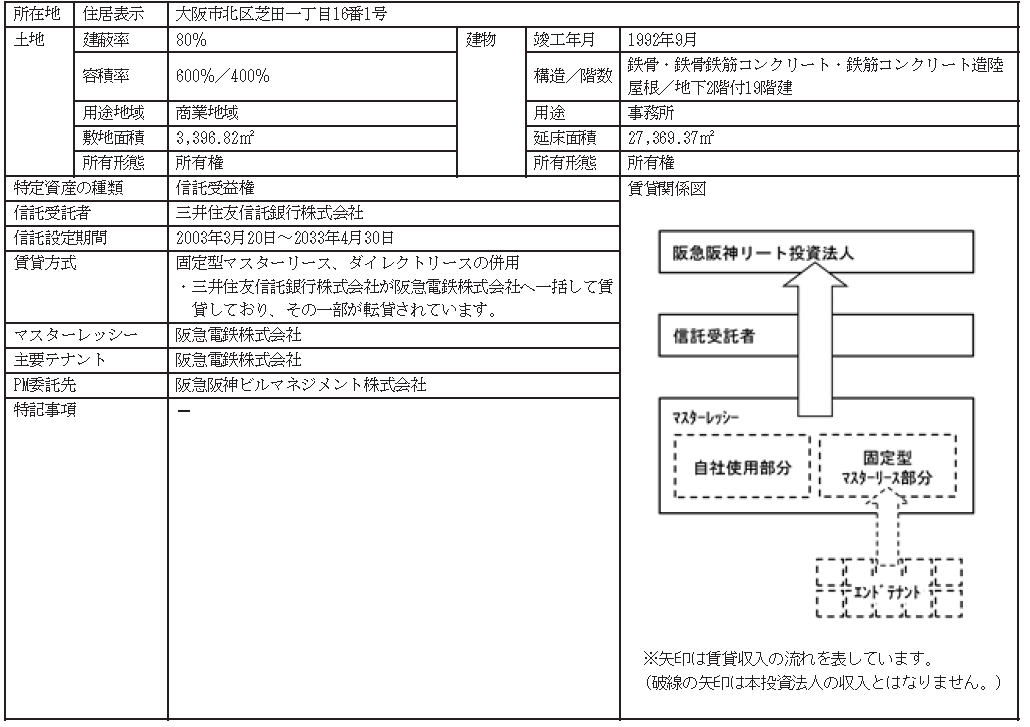 所在地 住居表示 大阪市北区芝田一丁目16番1号
土地 建蔽率 80% 建物 竣工年月 1992年9月
容積率 600%／400% 構造／階数 鉄骨・鉄骨鉄筋コンクリート・鉄筋コンクリート造陸
屋根／地下2階付19階建
用途地域 商業地域 用途 事務所
敷地面積 3,396.82㎡ 延床面積 27,369.37㎡
所有形態 所有権 所有形態 所有権
特定資産の種類 信託受益権
信託受託者 三井住友信託銀行株式会社
信託設定期間 2003年3月20日～2033年4月30日
賃貸方式 固定型マスターリース、ダイレクトリースの併用
・三井住友信託銀行株式会社が阪急電鉄株式会社へ一括して賃
貸しており、その一部が転貸されています。
マスターレッシー 阪急電鉄株式会社
主要テナント 阪急電鉄株式会社
PM委託先 阪急阪神ビルマネジメント株式会社
特記事項 －
賃貸関係図
阪急阪神リート投資法人
信託受託者
ﾏｽﾀｰﾚｯｼｰ
自社使用部分
固定型
ﾏｽﾀｰﾘｰｽ部分
ｴﾝﾄﾞﾃﾅﾝﾄ
※矢印は賃貸収入の流れを表しています。
（破線の矢印は本投資法人の収入とはなりません。）